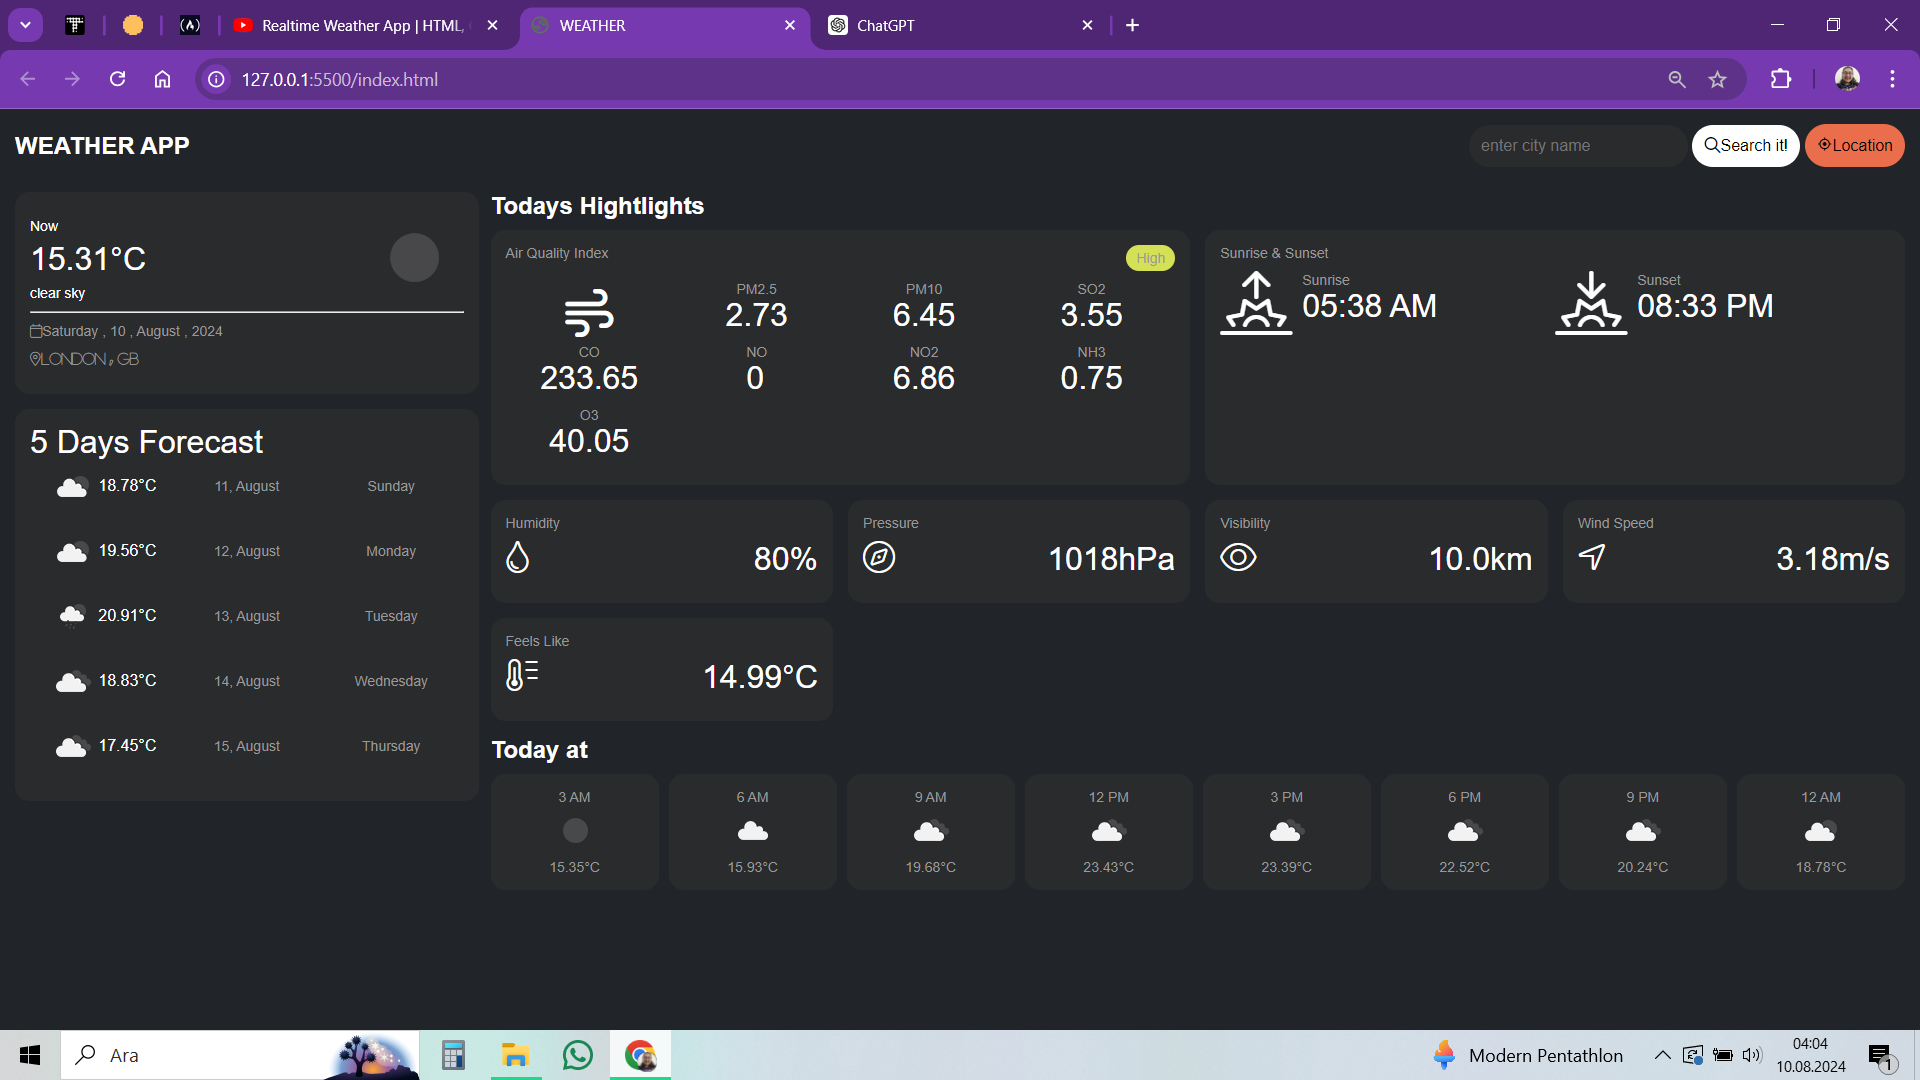 Realtime Weather App | HTML,
WEATHER
ChatGPT
127.0.0.1:5500/index.html
WEATHER APP
enter city name
Search it!
Location
Now
15.31°C
clear sky
Saturday , 10 , August , 2024
LONDON , GB
5 Days Forecast
18.78°C 11, August Sunday
19.56°C 12, August Monday
20.91°C 13, August Tuesday
18.83°C 14, August Wednesday
17.45°C 15, August Thursday
Todays Hightlights
Air Quality Index
High
PM2.5 PM10 SO2
2.73 6.45 3.55
CO NO NO2 NH3
233.65 0 6.86 0.75
O3
40.05
Sunrise & Sunset
Sunrise
05:38 AM
Sunset
08:33 PM
Humidity
80%
Pressure
1018hPa
Visibility
10.0km
Wind Speed
3.18m/s
Feels Like
14.99°C
Today at
3 AM 6 AM 9 AM 12 PM 3 PM 6 PM 9 PM 12 AM
15.35°C 15.93°C 19.68°C 23.43°C 23.39°C 22.52°C 20.24°C 18.78°C
Ara
Modern Pentathlon
04:04
10.08.2024
1